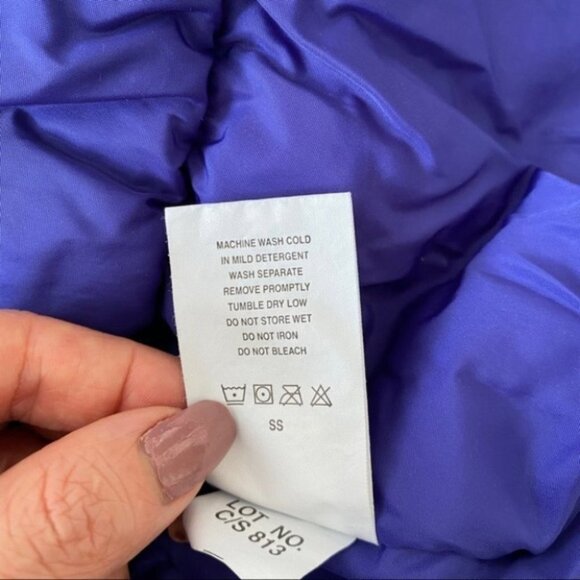 MACHINE WASH COLD
IN MILD DETERGENT
WASH SEPARATE
REMOVE PROMPTLY
TUMBLE DRY LOW
DO NOT STORE WET
DO NOT IRON
DO NOT BLEACH
SS
LOT NO.
C/S 813